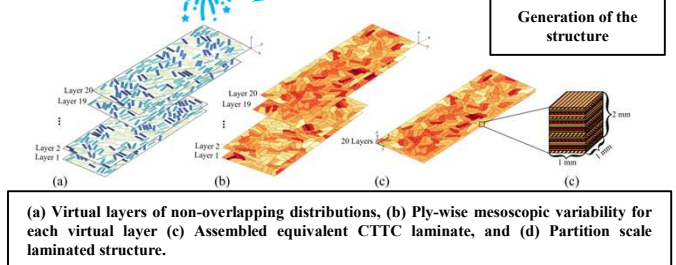 Generation of the
structure
Layer 20
Layer 19
...
Layer 2
Layer 1
(a)
Layer 20
Layer 19
...
Layer 2
Layer 1
(b)
20 Layers
(c)
2 mm
1 mm
1 mm
(c)
(a) Virtual layers of non-overlapping distributions, (b) Ply-wise mesoscopic variability for
each virtual layer (c) Assembled equivalent CTTC laminate, and (d) Partition scale
laminated structure.